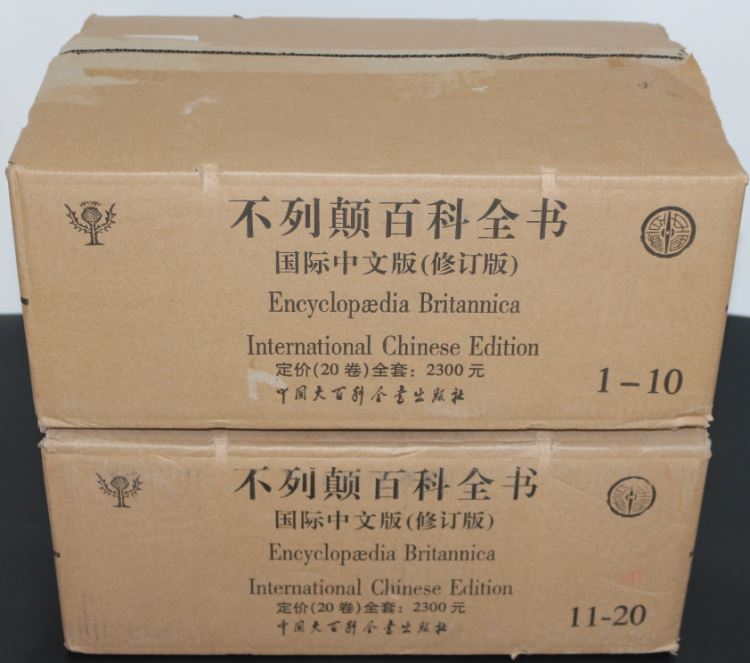 不列颠百科全书
国际中文版(修订版)
Encyclopædia Britannica
International Chinese Edition
定价(20卷)全套：2300元
中国大百科全书出版社
1-10
不列颠百科全书
国际中文版(修订版)
Encyclopædia Britannica
International Chinese Edition
定价(20卷)全套：2300元
中国大百科全书出版社
11-20